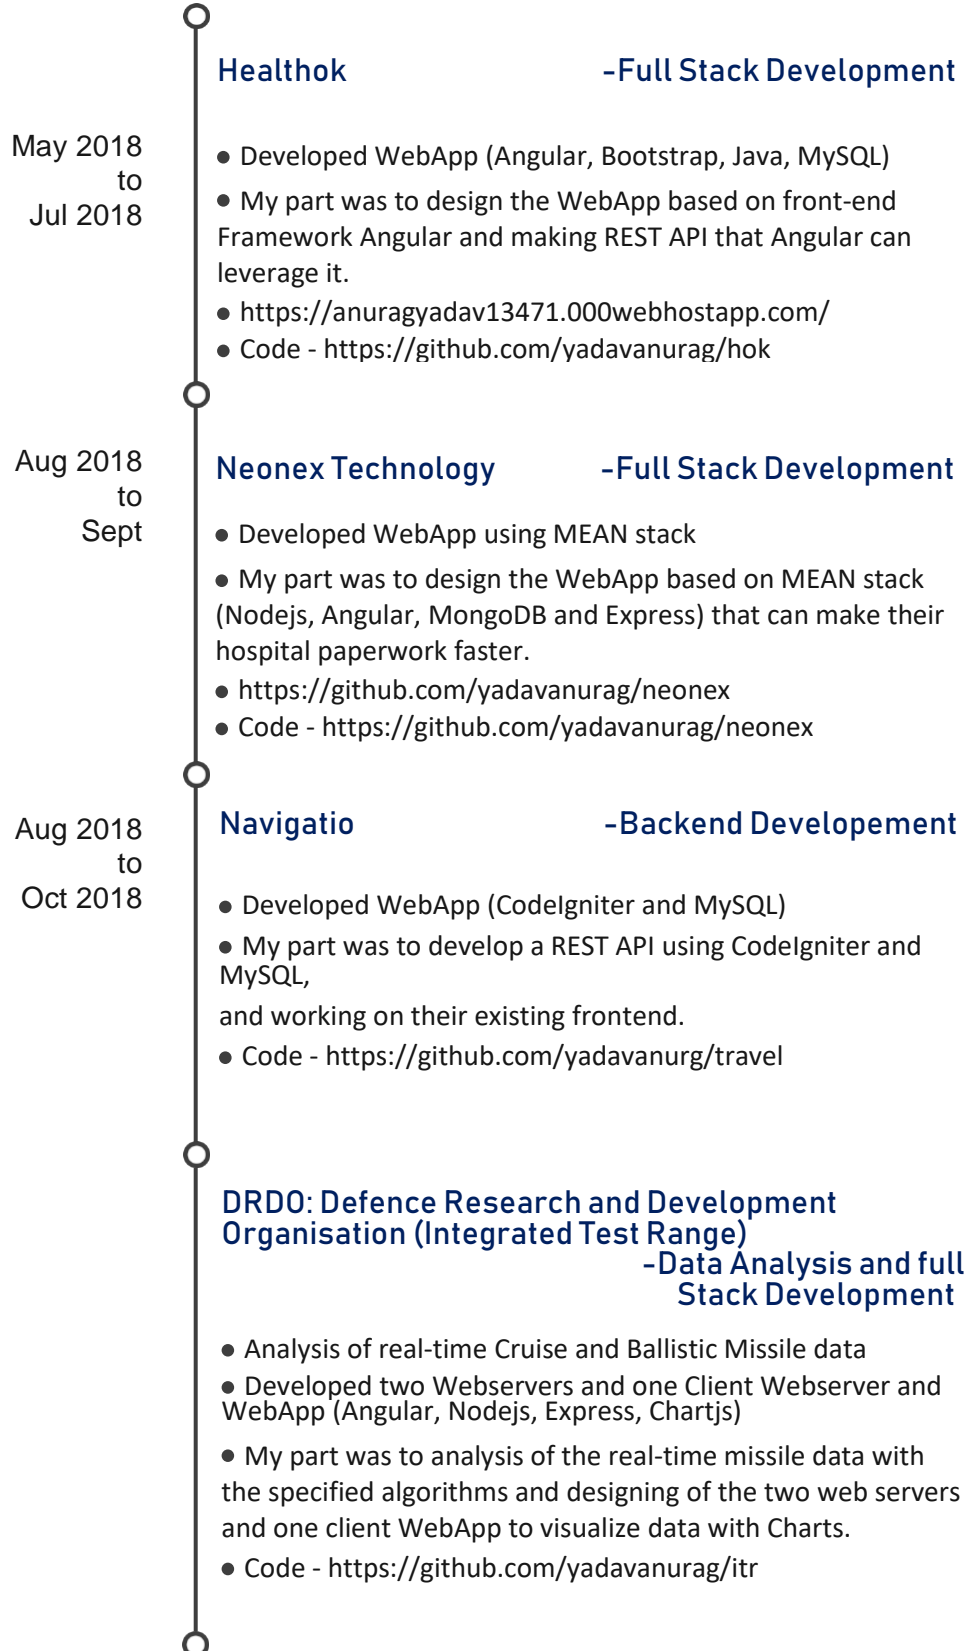 Healthok -Full Stack Development
May 2018
to
Jul 2018
● Developed WebApp (Angular, Bootstrap, Java, MySQL)
● My part was to design the WebApp based on front-end
Framework Angular and making REST API that Angular can
leverage it.
● https://anuragyadav13471.000webhostapp.com/
● Code - https://github.com/yadavanurag/hok
Aug 2018
to
Sept
Neonex Technology -Full Stack Development
● Developed WebApp using MEAN stack
● My part was to design the WebApp based on MEAN stack
(Nodejs, Angular, MongoDB and Express) that can make their
hospital paperwork faster.
● https://github.com/yadavanurag/neonex
● Code - https://github.com/yadavanurag/neonex
Aug 2018
to
Oct 2018
Navigatio -Backend Developement
● Developed WebApp (CodeIgniter and MySQL)
● My part was to develop a REST API using CodeIgniter and
MySQL,
and working on their existing frontend.
● Code - https://github.com/yadavanurg/travel
DRDO: Defence Research and Development
Organisation (Integrated Test Range)
-Data Analysis and full
Stack Development
● Analysis of real-time Cruise and Ballistic Missile data
● Developed two Webservers and one Client Webserver and
WebApp (Angular, Nodejs, Express, Chartjs)
● My part was to analysis of the real-time missile data with
the specified algorithms and designing of the two web servers
and one client WebApp to visualize data with Charts.
● Code - https://github.com/yadavanurag/itr